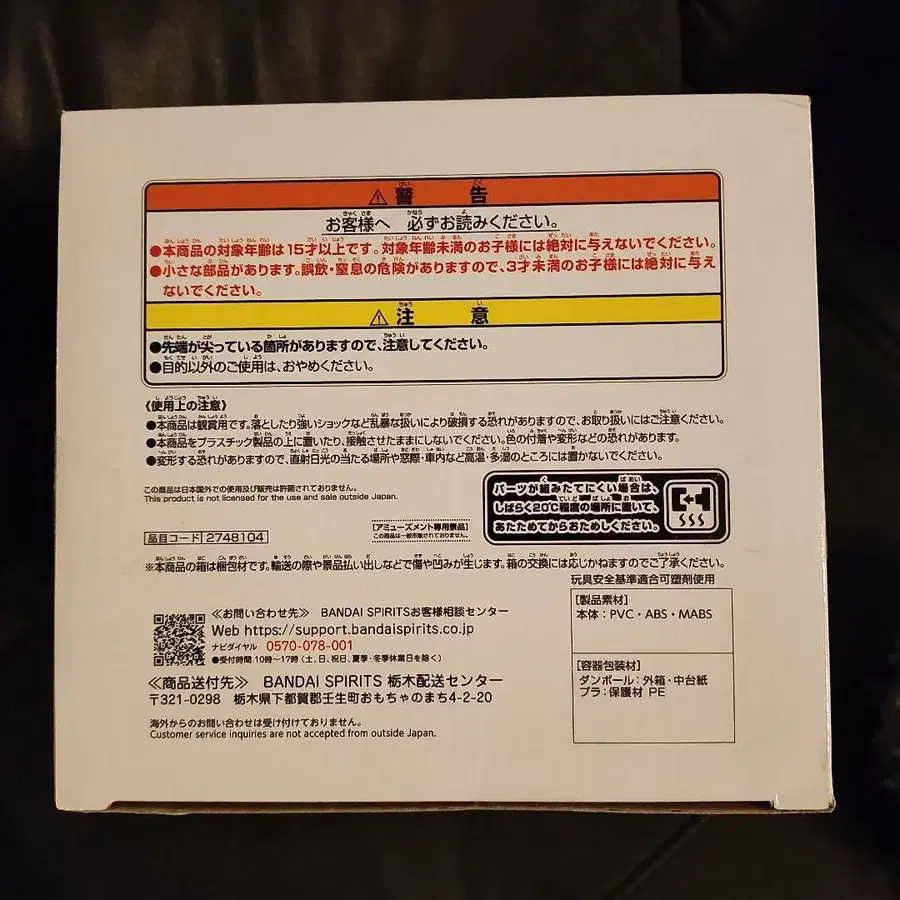 ⚠警告
お客様へ 必ずお読みください。
●本商品の対象年齢は15才以上です。対象年齢未満のお子様には絶対に与えないでください。
●小さな部品があります。誤飲・窒息の危険がありますので、3才未満のお子様には絶対に与え
ないでください。
⚠注意
●先端が尖っている箇所がありますので、注意してください。
●目的以外のご使用は、おやめください。
《使用上の注意》
●本商品は観賞用です。落としたり強いショックなど乱暴な扱いにより破損する恐れがありますので、お取り扱いにはご注意ください。
●本商品をプラスチック製品の上に置いたり、接触させたままにしないでください。色の付着や変形などの恐れがあります。
●変形する恐れがありますので、直射日光の当たる場所や窓際・車内など高温・多湿のところには置かないでください。
この商品は日本国外での使用及び販売は許諾されておりません。
This product is not licensed for the use and sale outside Japan.
パーツが組みたてにくい場合は、
しばらく20℃程度の場所に置いて、
あたためてからおためしください。
品目コード 2748104
[アミューズメント専用景品]
この商品は一般市販されておりません。
※本商品の箱は梱包材です。輸送の際や景品払い出しなどで傷や凹みが生じます。箱の交換には応じかねますのでご了承ください。
玩具安全基準適合可塑剤使用
[製品素材]
本体：PVC・ABS・MABS
[容器包装材]
ダンボール：外箱・中台紙
プラ：保護材 PE
≪お問い合わせ先≫ BANDAI SPIRITSお客様相談センター
Web https://support.bandaispirits.co.jp
ナビダイヤル 0570-078-001
●受付時間 10時〜17時（土、日、祝日、夏季・冬季休業日を除く）
≪商品送付先≫ BANDAI SPIRITS 栃木配送センター
〒321-0298 栃木県下都賀郡壬生町おもちゃのまち4-2-20
海外からのお問い合わせは受け付けておりません。
Customer service inquiries are not accepted from outside Japan.